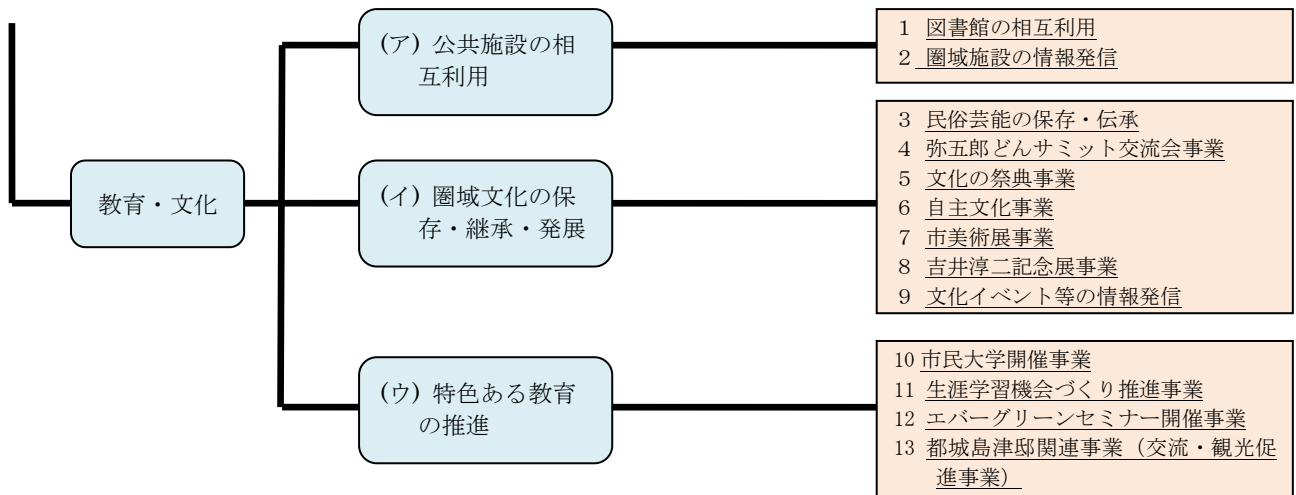 教育・文化
(ア) 公共施設の相
互利用
1 図書館の相互利用
2 圏域施設の情報発信
(イ) 圏域文化の保
存・継承・発展
3 民俗芸能の保存・伝承
4 弥五郎どんサミット交流会事業
5 文化の祭典事業
6 自主文化事業
7 市美術展事業
8 吉井淳二記念展事業
9 文化イベント等の情報発信
(ウ) 特色ある教育
の推進
10 市民大学開催事業
11 生涯学習機会づくり推進事業
12 エバーグリーンセミナー開催事業
13 都城島津邸関連事業（交流・観光促
進事業）